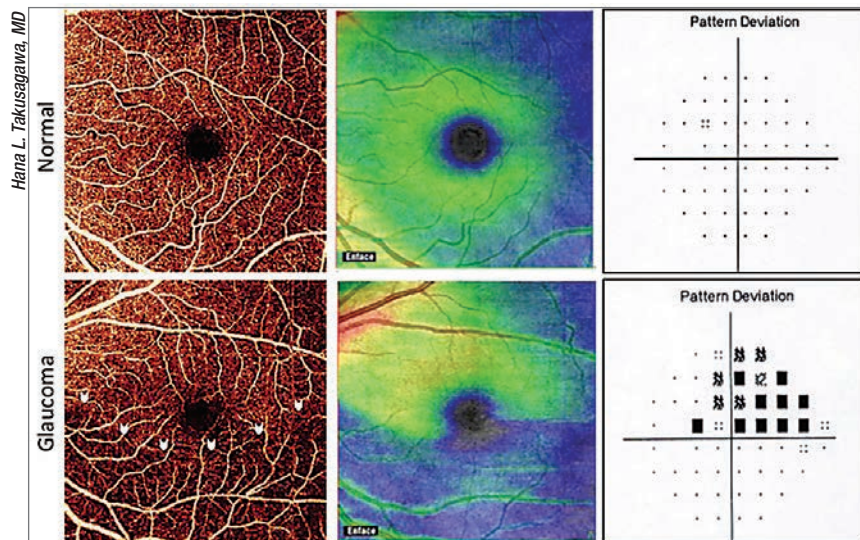 Hana L. Takusagawa, MD
Normal
Enface
Pattern Deviation
Glaucoma
Enface
Pattern Deviation